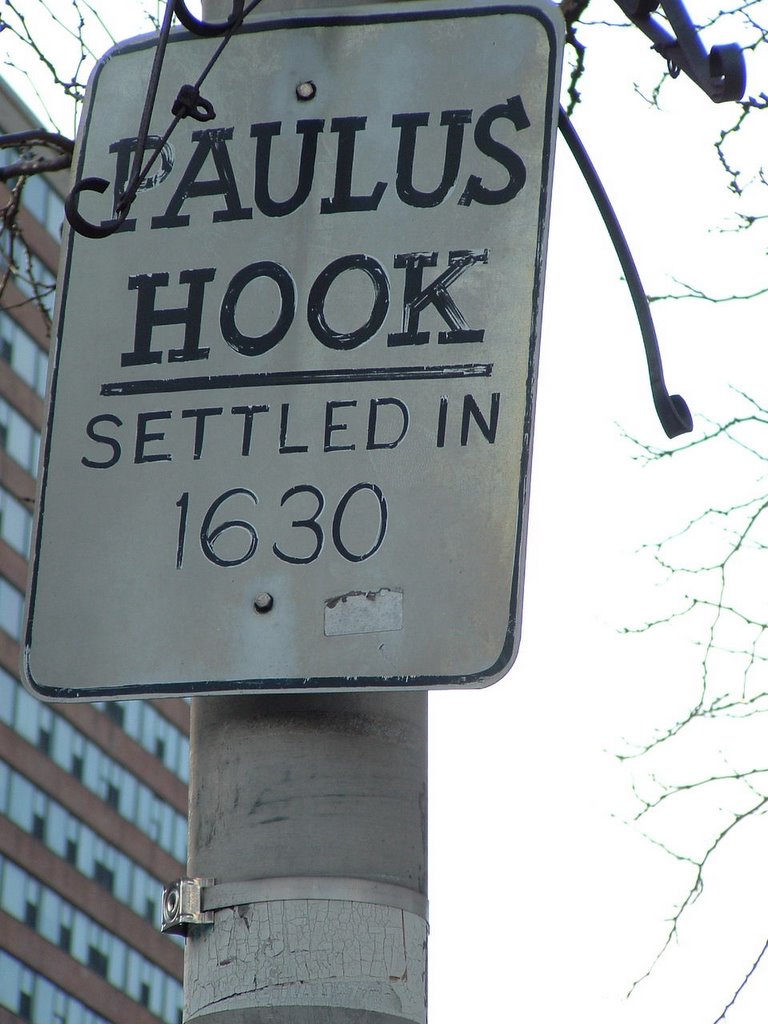 PAULUS
HOOK
SETTLED IN
1630